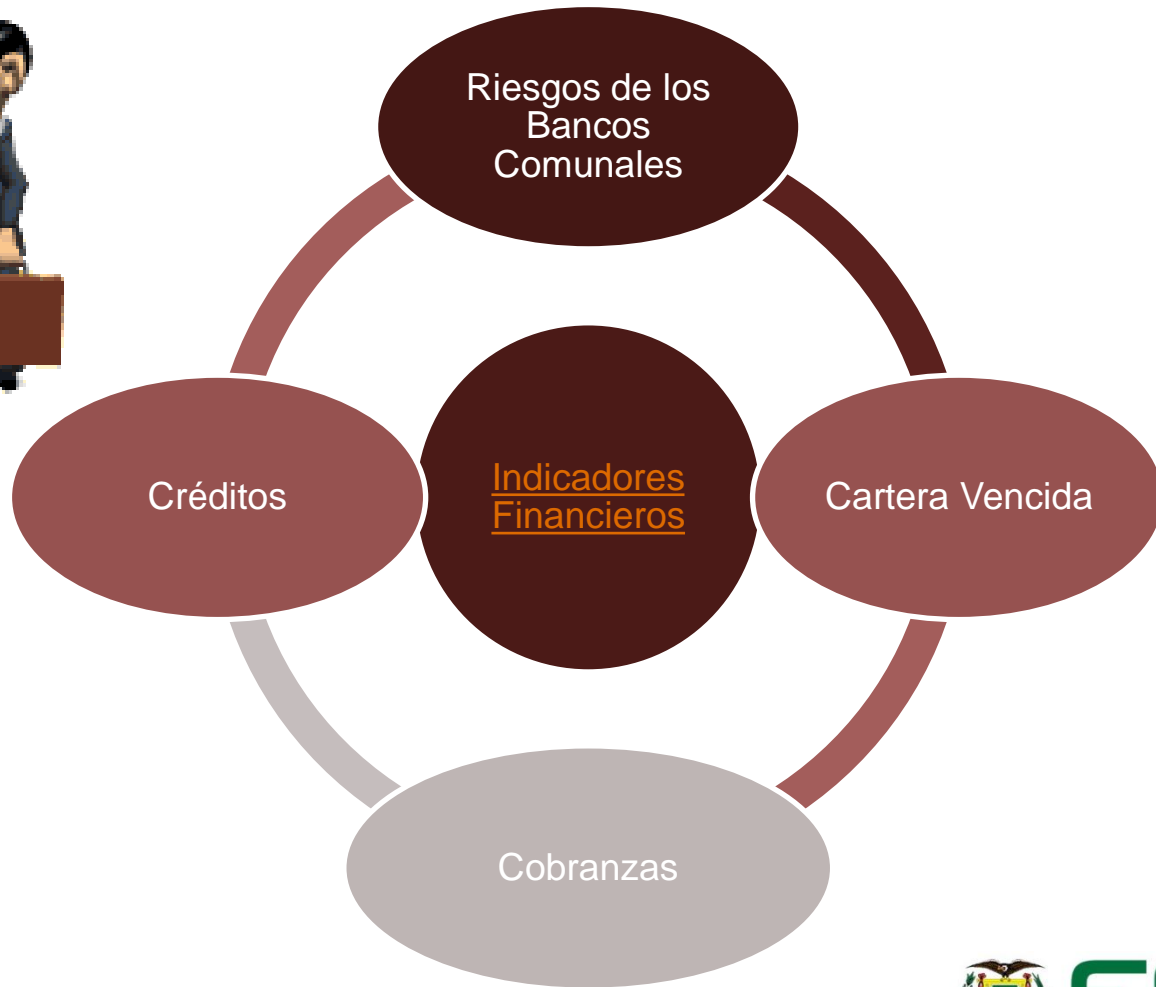 Riesgos de los
Bancos
Comunales
Créditos
Indicadores
Financieros
Cartera Vencida
Cobranzas